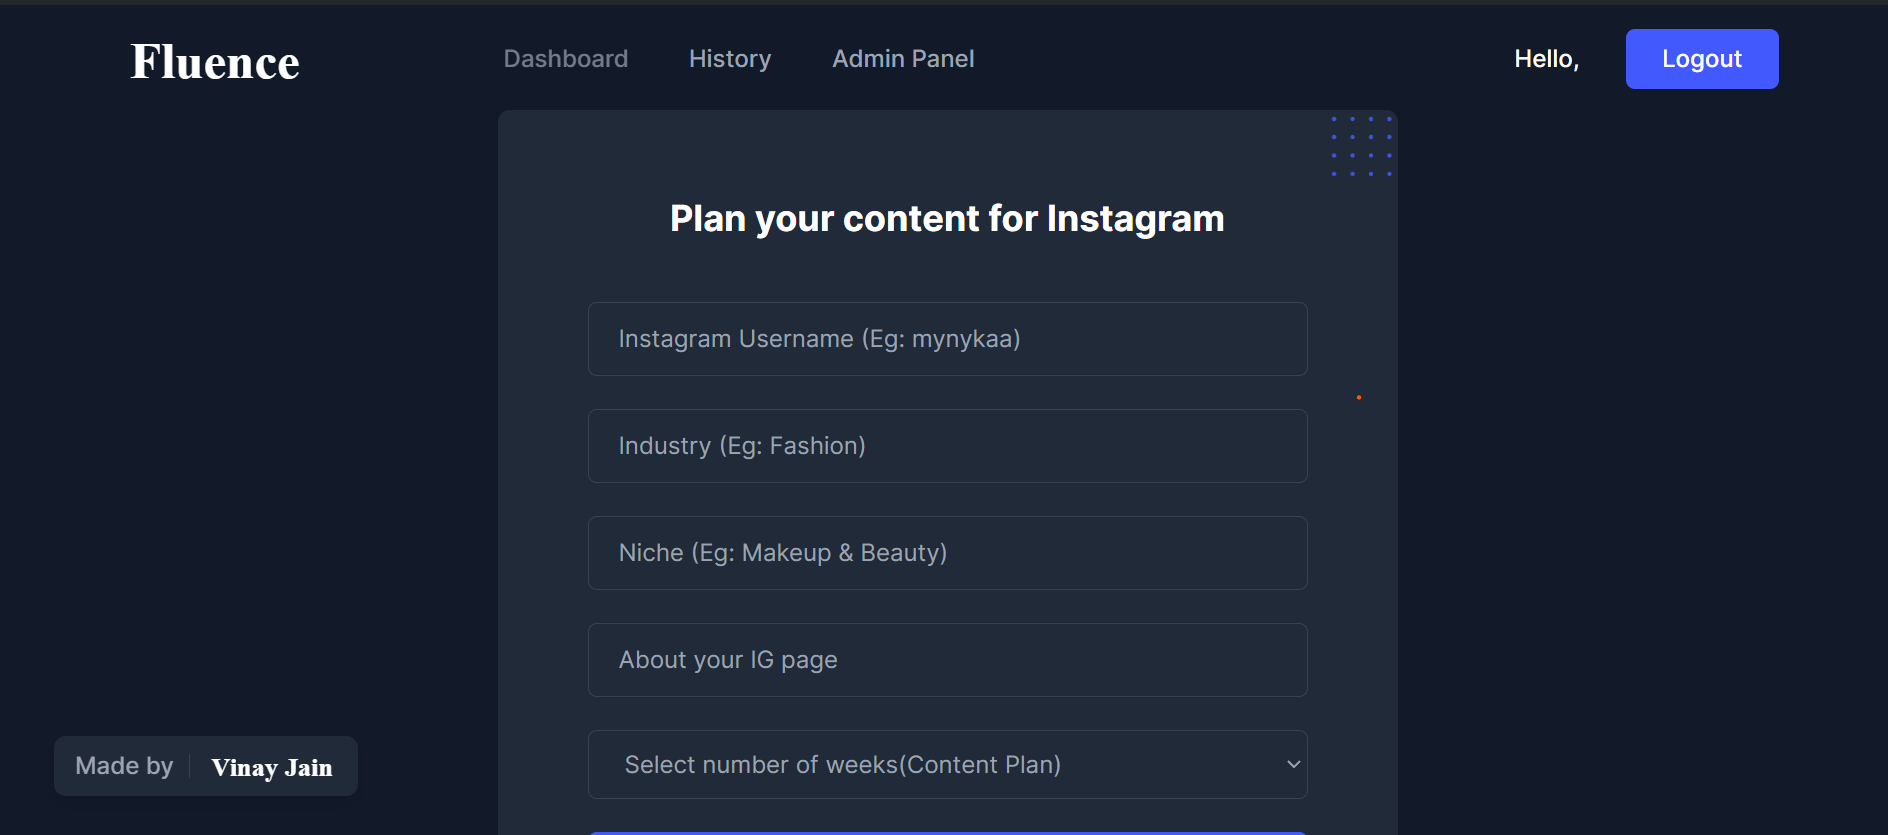 Fluence
Dashboard
History
Admin Panel
Hello,
Logout
Plan your content for Instagram
Instagram Username (Eg: mynykaa)
Industry (Eg: Fashion)
Niche (Eg: Makeup & Beauty)
About your IG page
Select number of weeks(Content Plan)
Made by
Vinay Jain